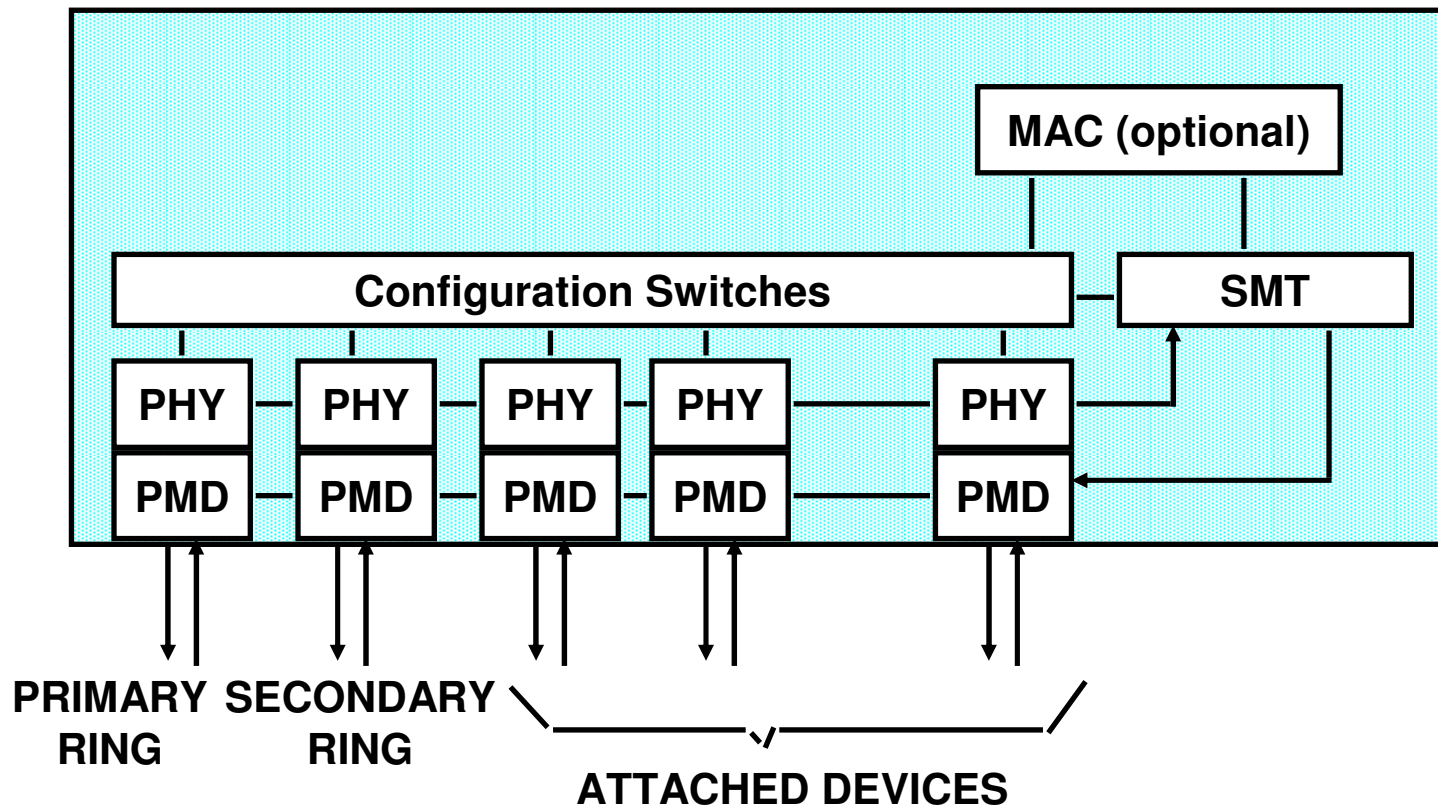 MAC (optional)
Configuration Switches
SMT
PHY
PHY
PHY
PHY
PHY
PMD
PMD
PMD
PMD
PMD
PRIMARY
RING
SECONDARY
RING
ATTACHED DEVICES